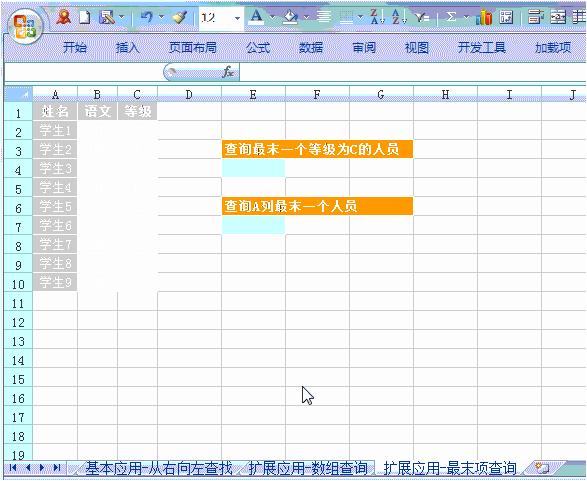 12
A
Z A
A Z
Σ
开始 插入 页面布局 公式 数据 审阅 视图 开发工具 加载项
fx
A B C D E F G H I J
1 姓名 语文 等级
2 学生1
3 学生2 查询最末一个等级为C的人员
4 学生3
5 学生4
6 学生5 查询A列最末一个人员
7 学生6
8 学生7
9 学生8
10 学生9
11
12
13
14
15
16
17
18
19
基本应用-从右向左查找 扩展应用-数组查询 扩展应用-最末项查询